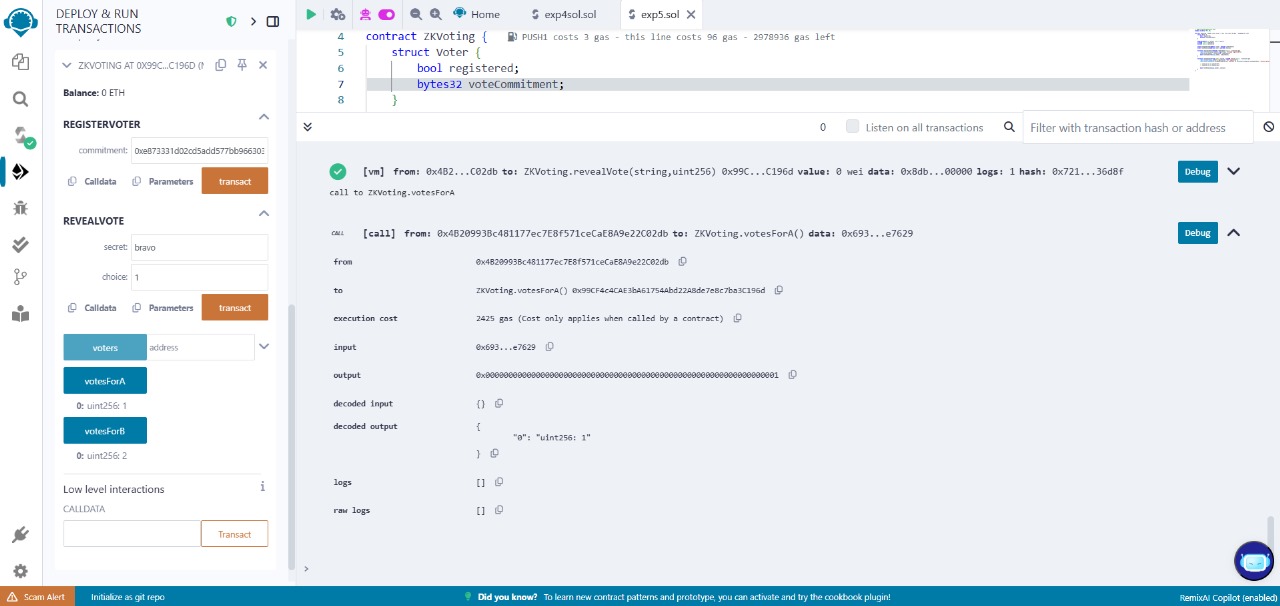 DEPLOY & RUN
TRANSACTIONS
ZKVOTING AT 0X99C...C196D (M
Balance: 0 ETH
REGISTERVOTER
commitment: 0xe873331d02cd5add577bb966303
Calldata Parameters transact
REVEALVOTE
secret: bravo
choice: 1
Calldata Parameters transact
voters address
votesForA
0: uint256: 1
votesForB
0: uint256: 2
Low level interactions i
CALLDATA
Transact
Home exp4sol.sol exp5.sol
4 contract ZKVoting { PUSH1 costs 3 gas - this line costs 96 gas - 2978936 gas left
5 struct Voter {
6 bool registered;
7 bytes32 voteCommitment;
8 }
0 Listen on all transactions Filter with transaction hash or address
[vm] from: 0x4B2...C02db to: ZKVoting.revealVote(string,uint256) 0x99C...C196d value: 0 wei data: 0x8db...00000 logs: 1 hash: 0x721...36d8f Debug
call to ZKVoting.votesForA
CALL [call] from: 0x4B20993Bc481177ec7E8f571ceCaE8A9e22C02db to: ZKVoting.votesForA() data: 0x693...e7629 Debug
from 0x4B20993Bc481177ec7E8f571ceCaE8A9e22C02db
to ZKVoting.votesForA() 0x99CF4c4CAE3bA61754Abd22A8de7e8c7ba3C196d
execution cost 2425 gas (Cost only applies when called by a contract)
input 0x693...e7629
output 0x0000000000000000000000000000000000000000000000000000000000000001
decoded input {}
decoded output {
"0": "uint256: 1"
}
logs []
raw logs []
>
Scam Alert Initialize as git repo Did you know? To learn new contract patterns and prototype, you can activate and try the cookbook plugin! RemixAI Copilot (enabled)